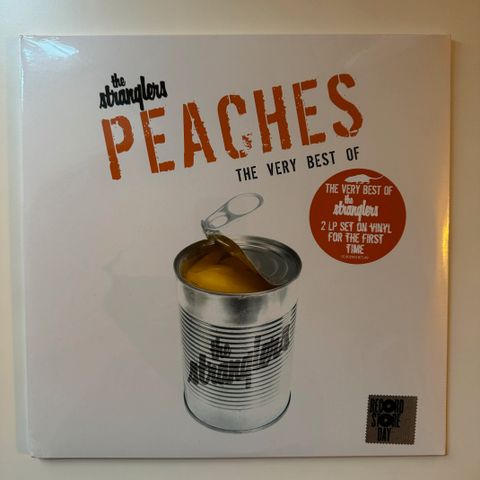 the
stranglers
PEACHES
THE VERY BEST OF
THE VERY BEST OF
the
stranglers
2 LP SET ON VINYL
FOR THE FIRST
TIME
the
stranglers
RECORD
STORE
DAY